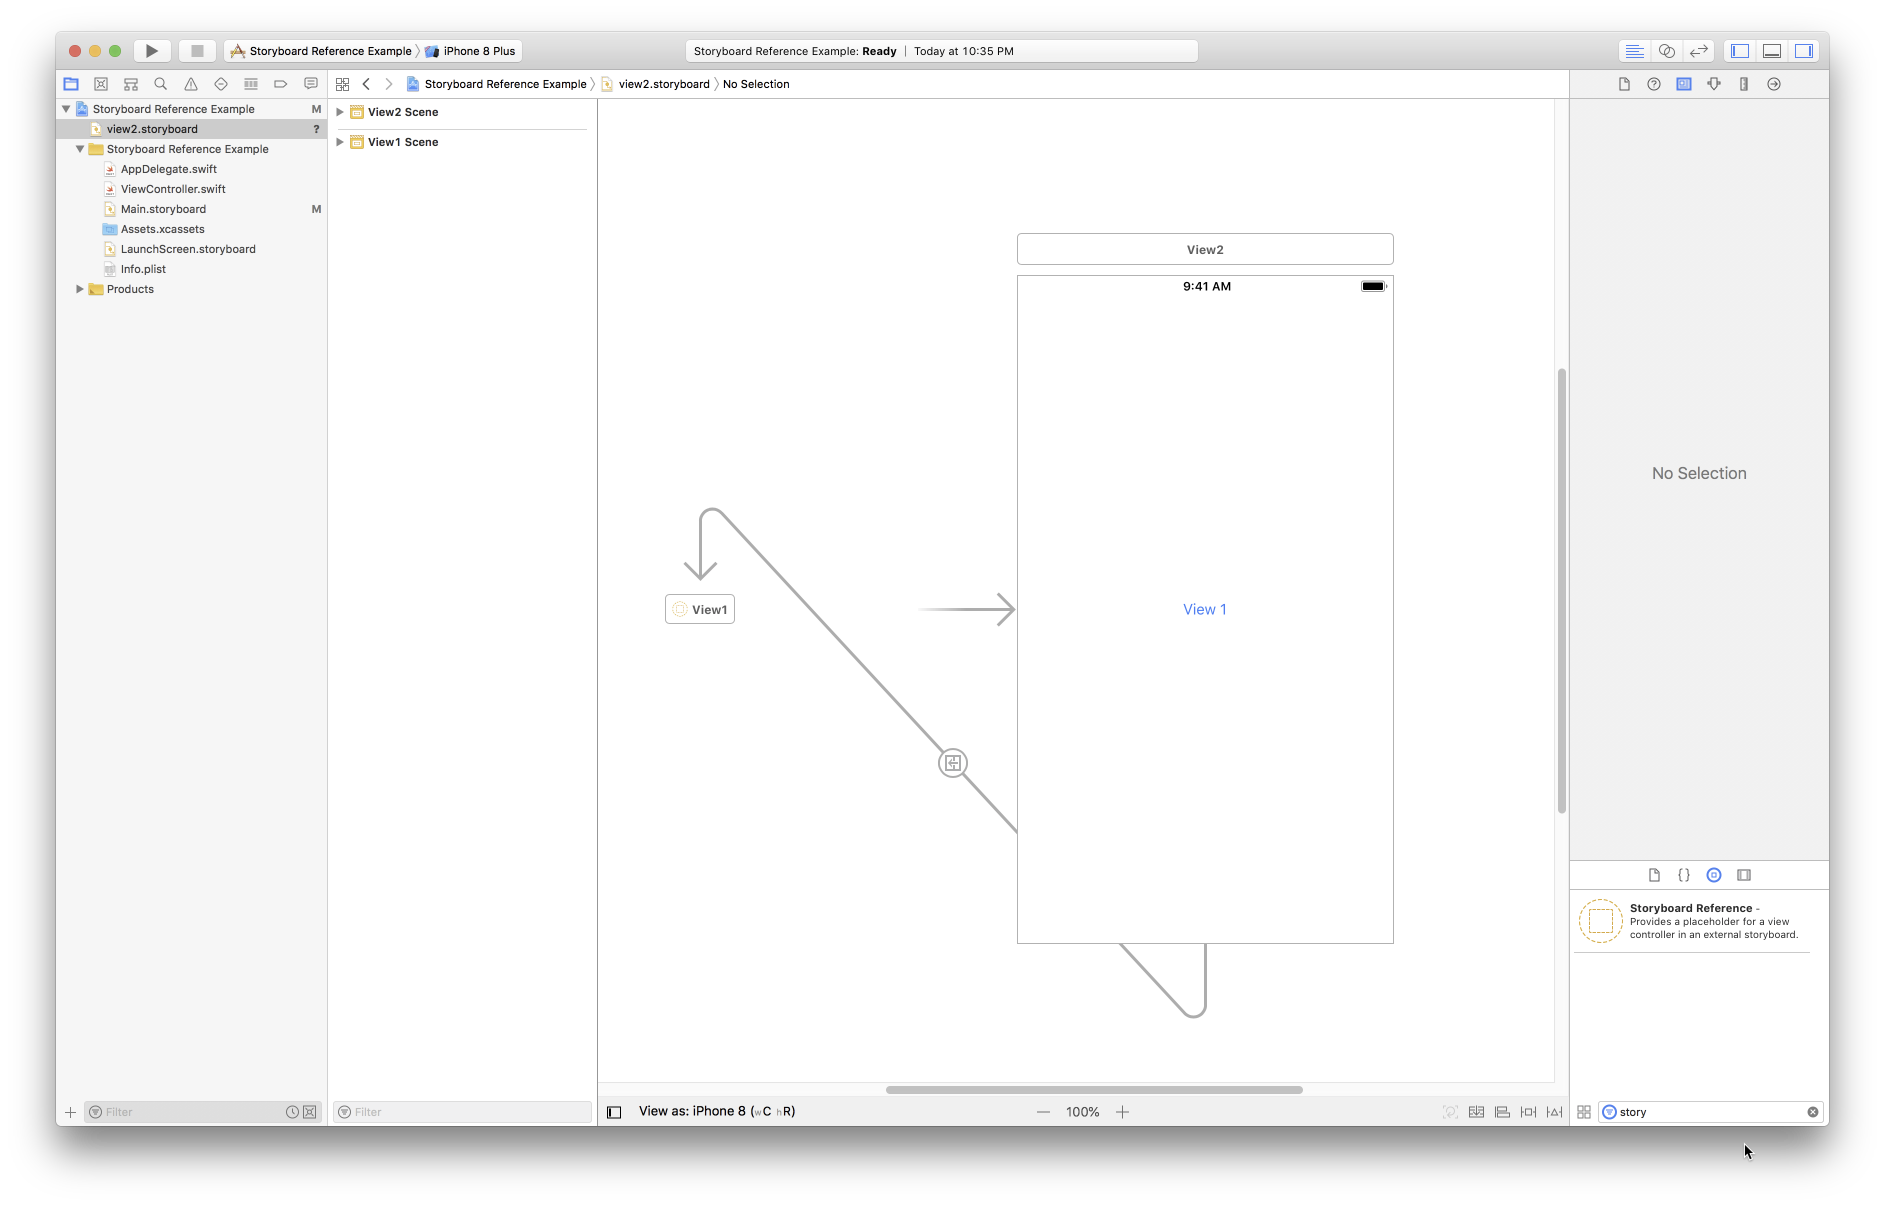 Storyboard Reference Example iPhone 8 Plus
Storyboard Reference Example: Ready | Today at 10:35 PM
Storyboard Reference Example view2.storyboard No Selection
Storyboard Reference Example M
view2.storyboard ?
Storyboard Reference Example
AppDelegate.swift
ViewController.swift
Main.storyboard M
Assets.xcassets
LaunchScreen.storyboard
Info.plist
Products
Filter
View2 Scene
View1 Scene
Filter
View2
9:41 AM
View1
View 1
View as: iPhone 8 (wC hR)
100%
No Selection
{}
Storyboard Reference -
Provides a placeholder for a view
controller in an external storyboard.
story